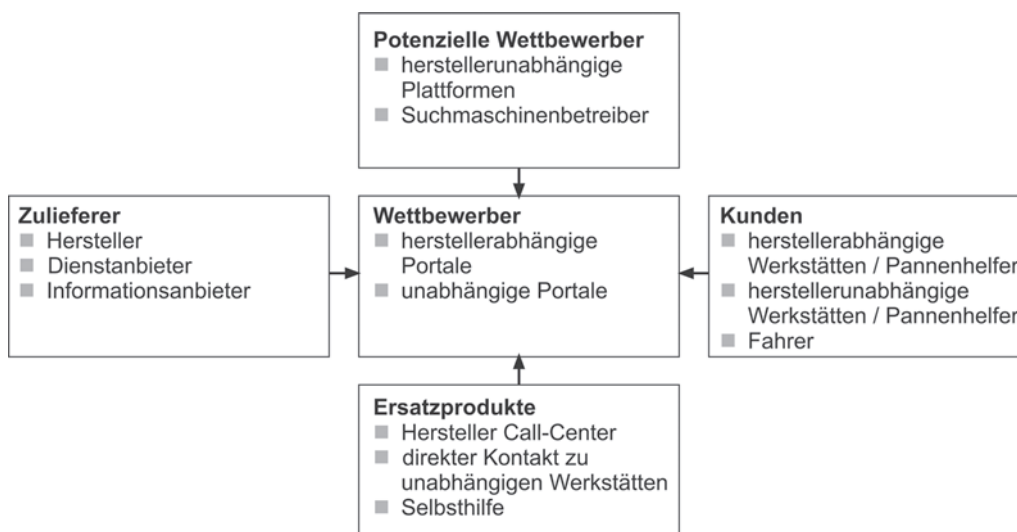 Potenzielle Wettbewerber
herstellerunabhängige
Plattformen
Suchmaschinenbetreiber
Zulieferer
Hersteller
Dienstanbieter
Informationsanbieter
Wettbewerber
herstellerabhängige
Portale
unabhängige Portale
Kunden
herstellerabhängige
Werkstätten / Pannenhelfer
herstellerunabhängige
Werkstätten / Pannenhelfer
Fahrer
Ersatzprodukte
Hersteller Call-Center
direkter Kontakt zu
unabhängigen Werkstätten
Selbsthilfe